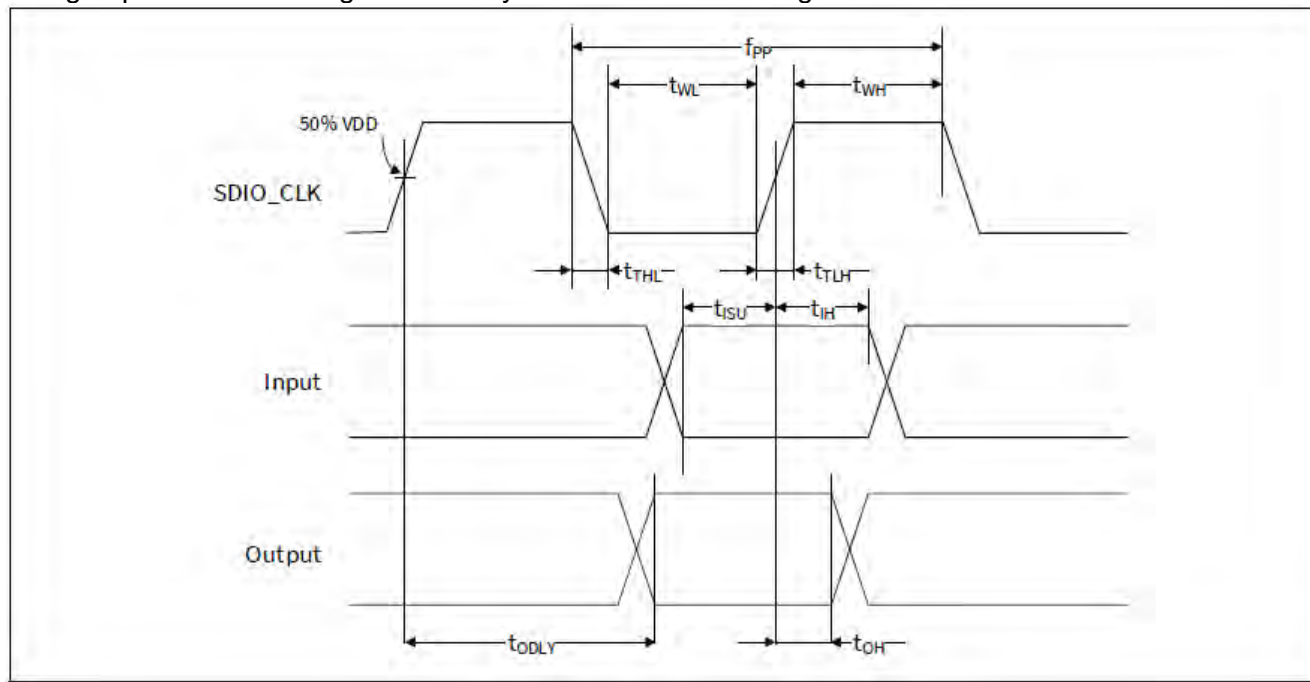 fPP
tWL
tWH
50% VDD
SDIO_CLK
tTHL
tTLH
tISU
tIH
Input
Output
tODLY
tOH